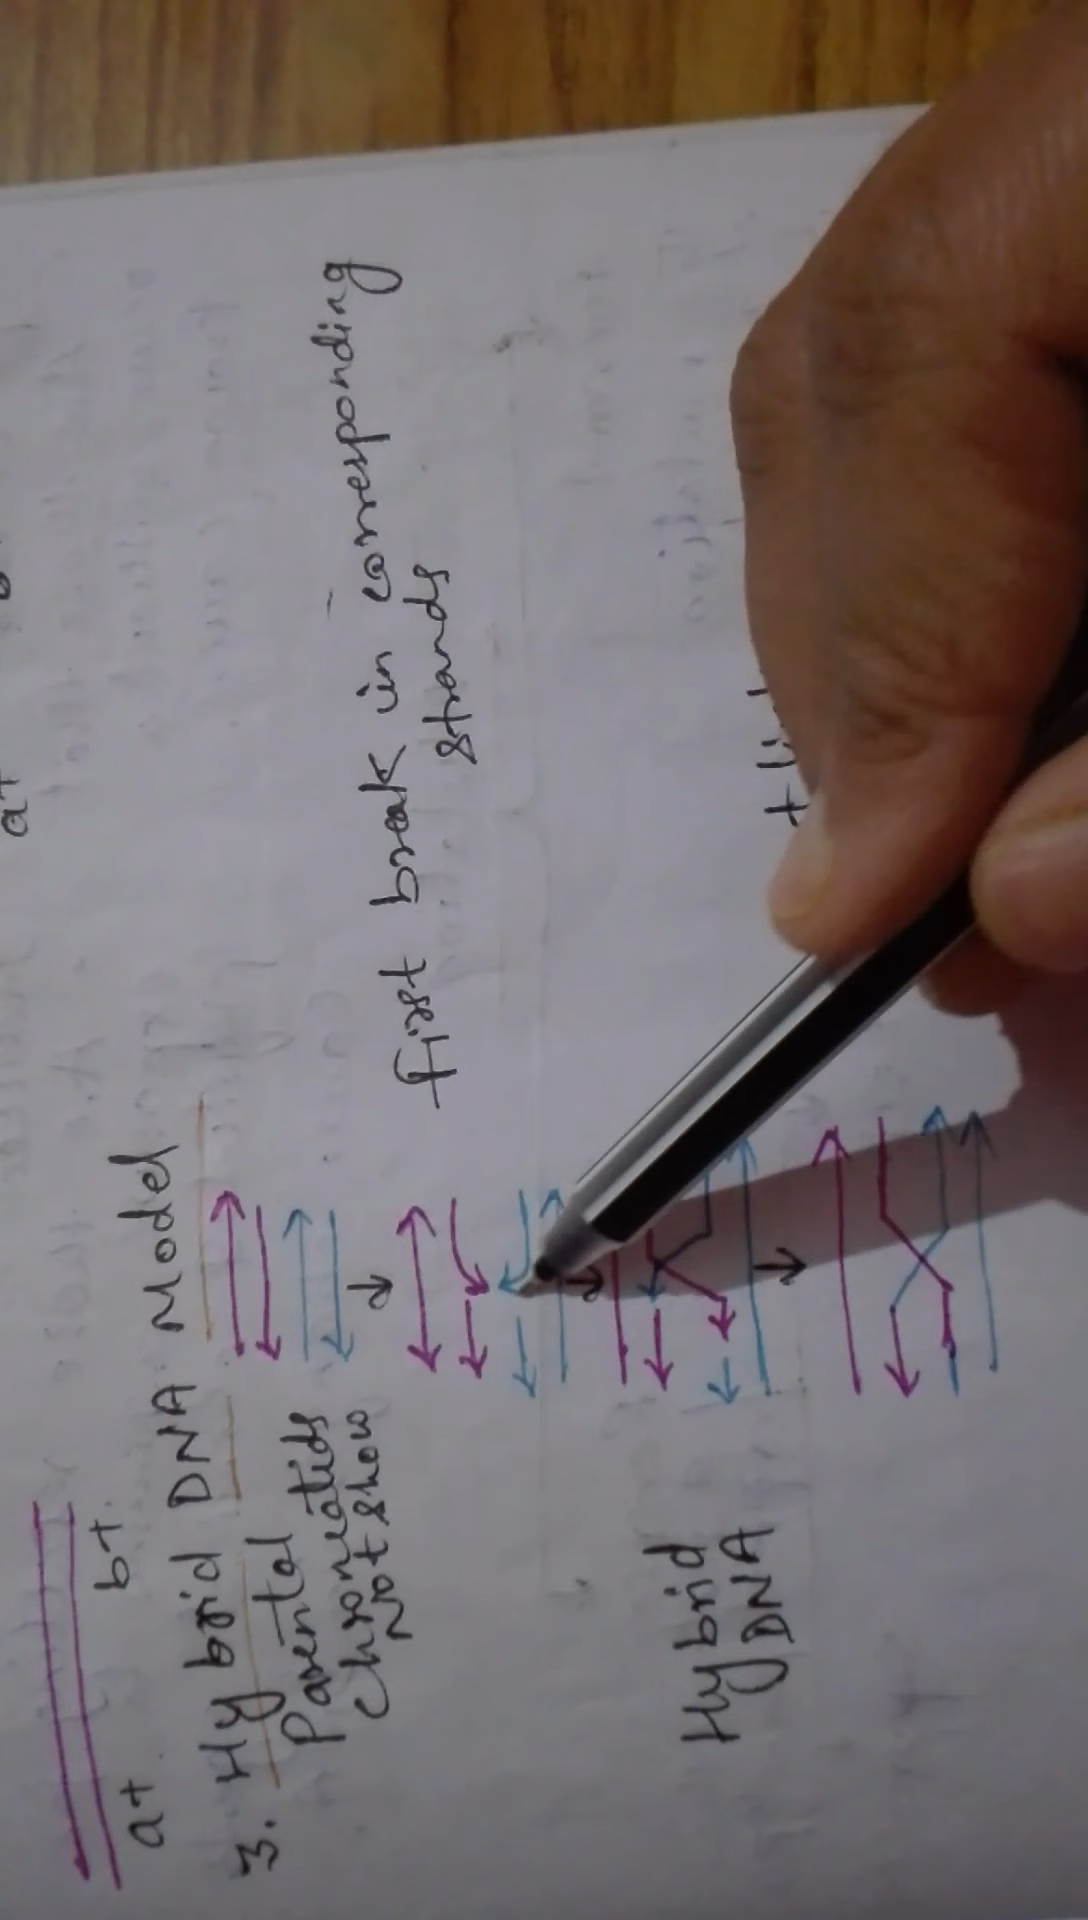 a+ b
a+ b+
3. Hybrid DNA Model
Parental
Chromatids
Not show
first break in corresponding
strands
Hybrid
DNA